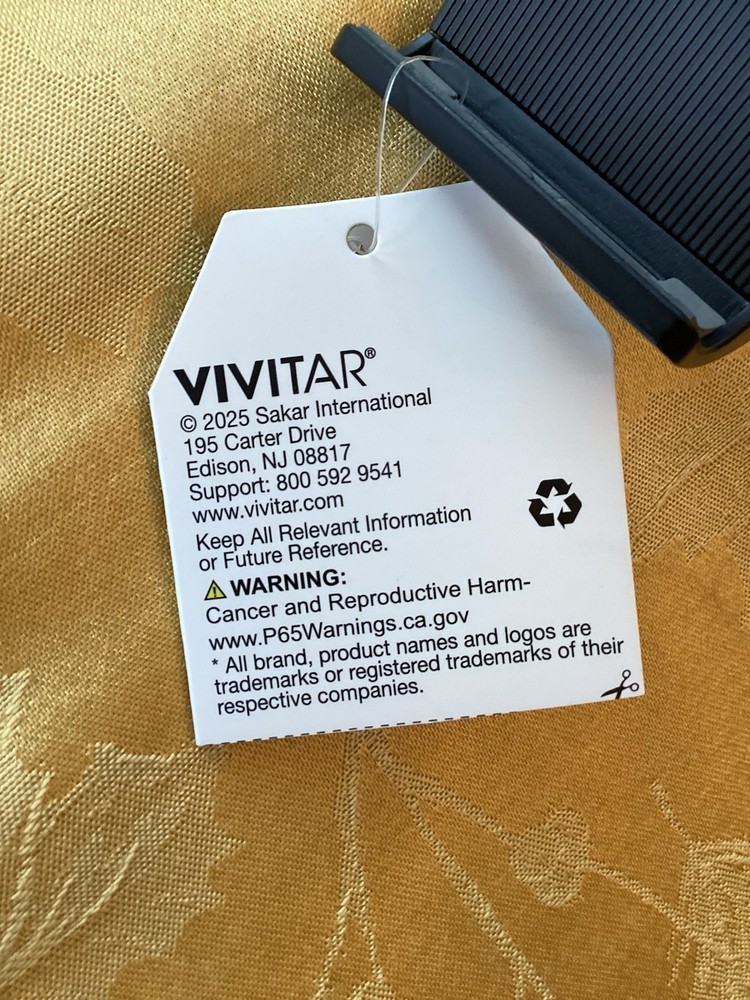 VIVITAR®
© 2025 Sakar International
195 Carter Drive
Edison, NJ 08817
Support: 800 592 9541
www.vivitar.com
Keep All Relevant Information
or Future Reference.
⚠ WARNING:
Cancer and Reproductive Harm-
www.P65Warnings.ca.gov
* All brand, product names and logos are
trademarks or registered trademarks of their
respective companies.